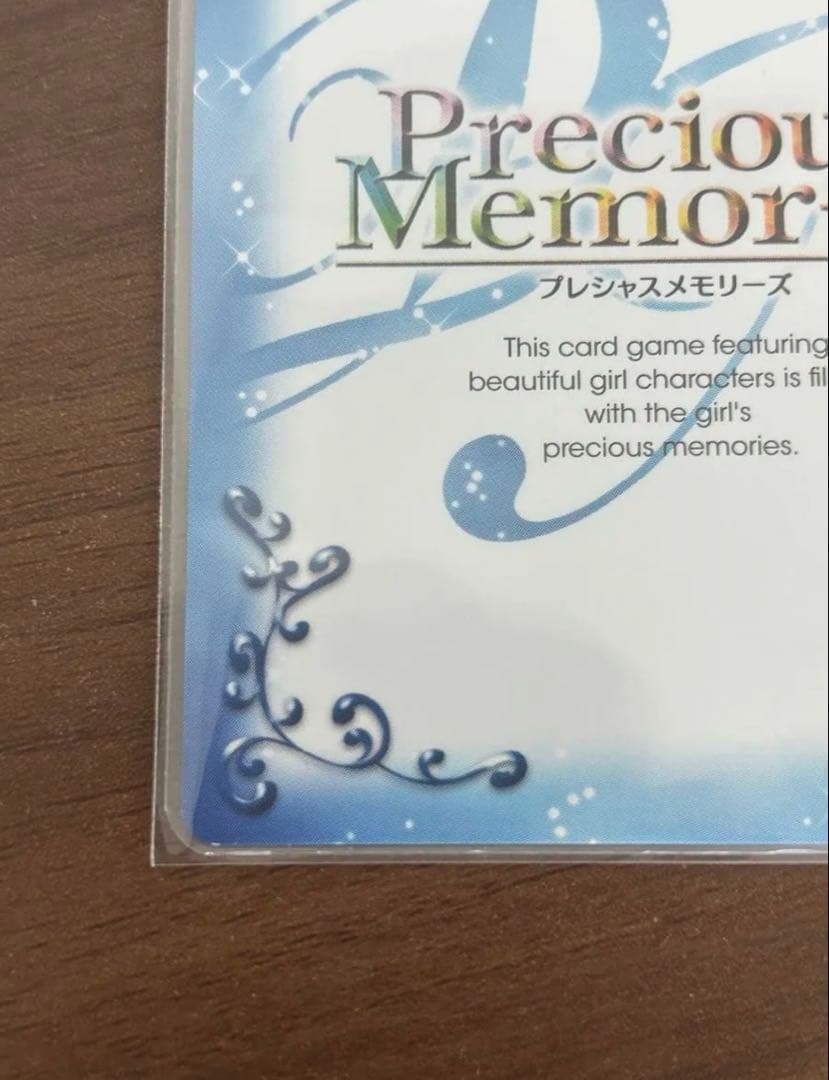 Preciou
Memor
プレシャスメモリーズ
This card game featuring
beautiful girl characters is fil
with the girl's
precious memories.